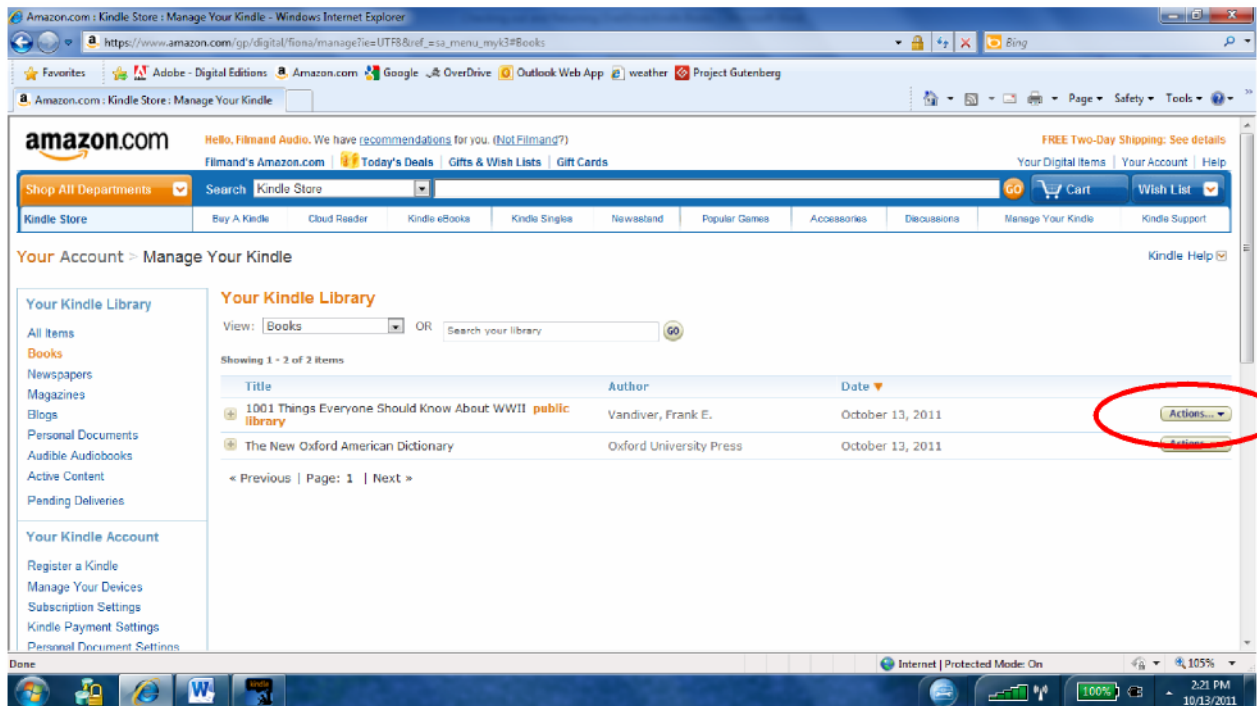 Amazon.com : Kindle Store : Manage Your Kindle - Windows Internet Explorer
https://www.amazon.com/gp/digital/fiona/manage?ie=UTF8&ref_=sa_menu_myk3#Books
Bing
Favorites Adobe - Digital Editions Amazon.com Google OverDrive Outlook Web App weather Project Gutenberg
Amazon.com : Kindle Store : Manage Your Kindle
Page Safety Tools
amazon.com
Hello, Filmand Audio. We have recommendations for you. (Not Filmand?)
FREE Two-Day Shipping: See details
Filmand's Amazon.com | Today's Deals | Gifts & Wish Lists | Gift Cards
Your Digital Items | Your Account | Help
Shop All Departments Search Kindle Store GO Cart Wish List
Kindle Store Buy A Kindle Cloud Reader Kindle eBooks Kindle Singles Newsstand Popular Games Accessories Discussions Manage Your Kindle Kindle Support
Your Account > Manage Your Kindle
Kindle Help
Your Kindle Library
All Items
Books
Newspapers
Magazines
Blogs
Personal Documents
Audible Audiobooks
Active Content
Pending Deliveries
Your Kindle Account
Register a Kindle
Manage Your Devices
Subscription Settings
Kindle Payment Settings
Personal Document Settings
Your Kindle Library
View: Books OR Search your library GO
Showing 1 - 2 of 2 items
Title Author Date
1001 Things Everyone Should Know About WWII public
library
Vandiver, Frank E. October 13, 2011 Actions...
The New Oxford American Dictionary Oxford University Press October 13, 2011 Actions...
« Previous | Page: 1 | Next »
Done
Internet | Protected Mode: On
105%
kindle
100%
2:21 PM
10/13/2011